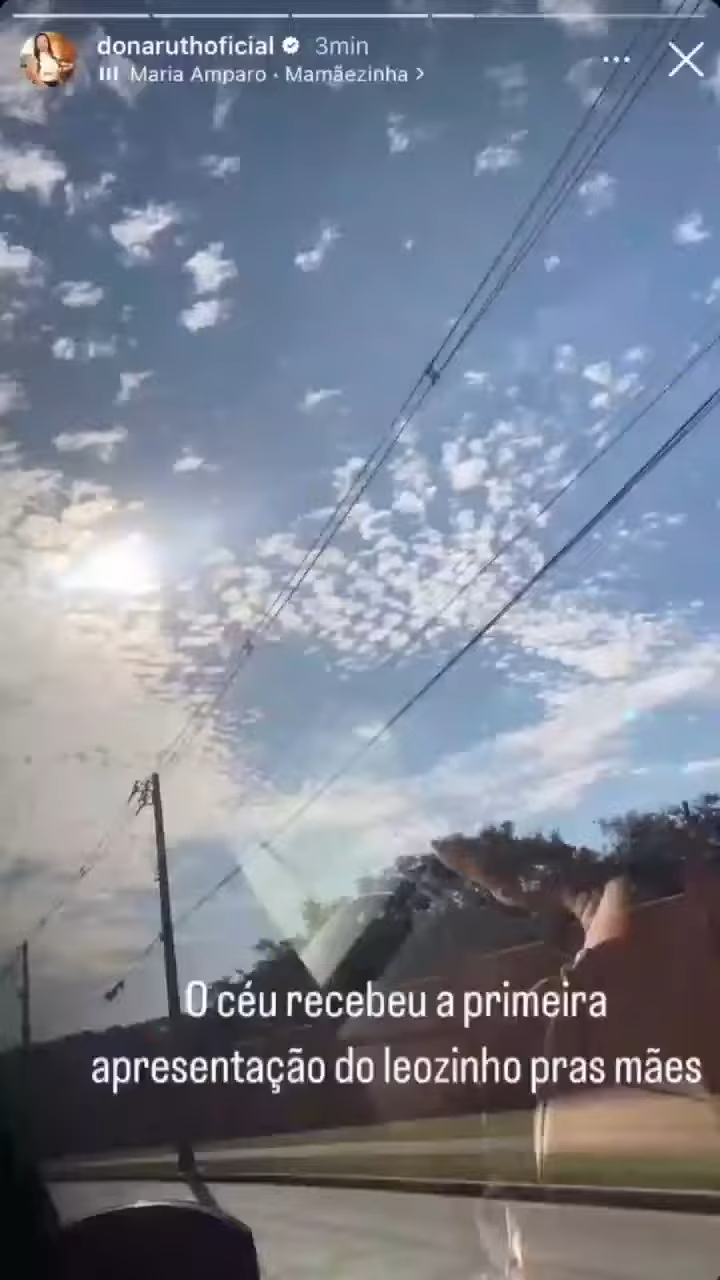 donaruthoficial 3min
Maria Amparo · Mamãezinha >
O céu recebeu a primeira
apresentação do leozinho pras mães